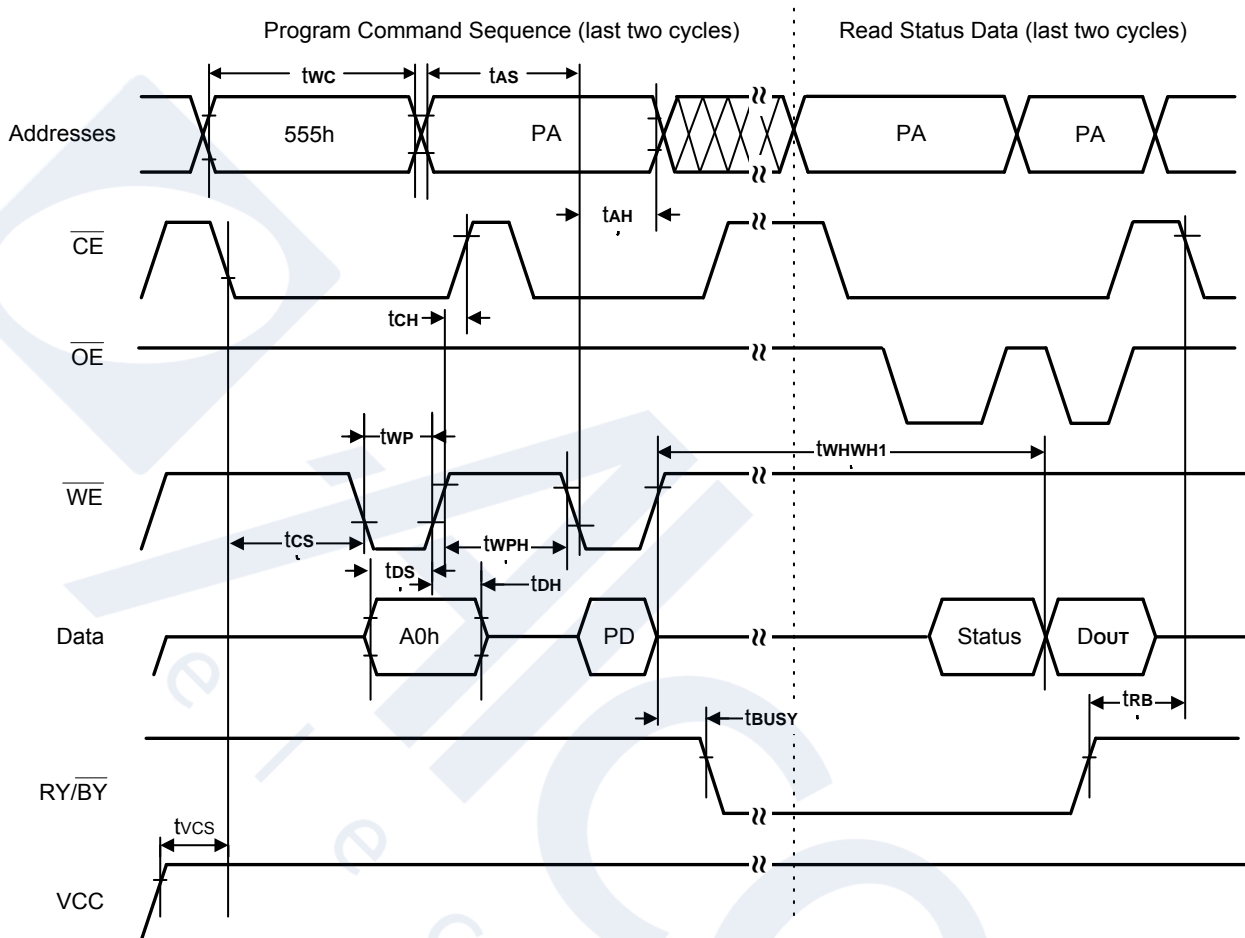 Program Command Sequence (last two cycles)
Read Status Data (last two cycles)
tWC
tAS
Addresses
555h
PA
PA
PA
tAH
CE
tCH
OE
tWP
tWHWH1
WE
tCS
tWPH
tDS
tDH
Data
A0h
PD
Status
DOUT
tBUSY
tRB
RY/BY
tVCS
VCC